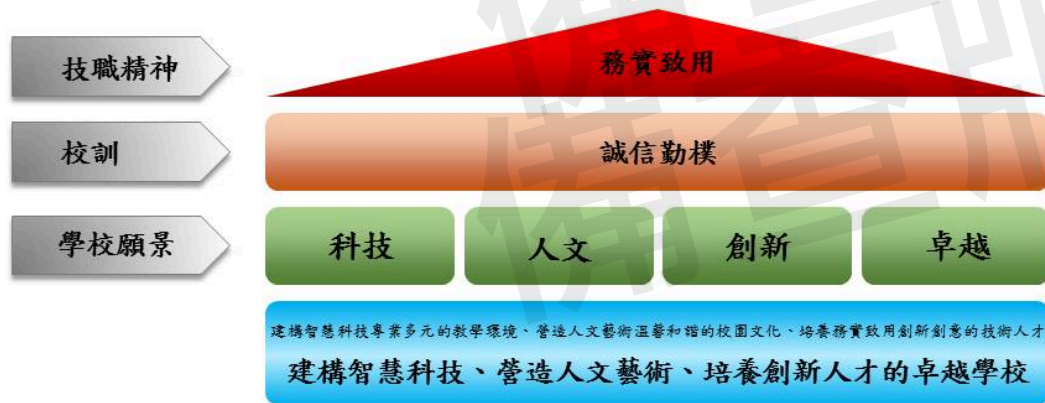 技職精神
務實致用
校訓
誠信勤樸
學校願景
科技
人文
創新
卓越
建構智慧科技專業多元的教學環境、營造人文藝術溫馨和諧的校園文化、培養務實致用創新創意的技術人才
建構智慧科技、營造人文藝術、培養創新人才的卓越學校